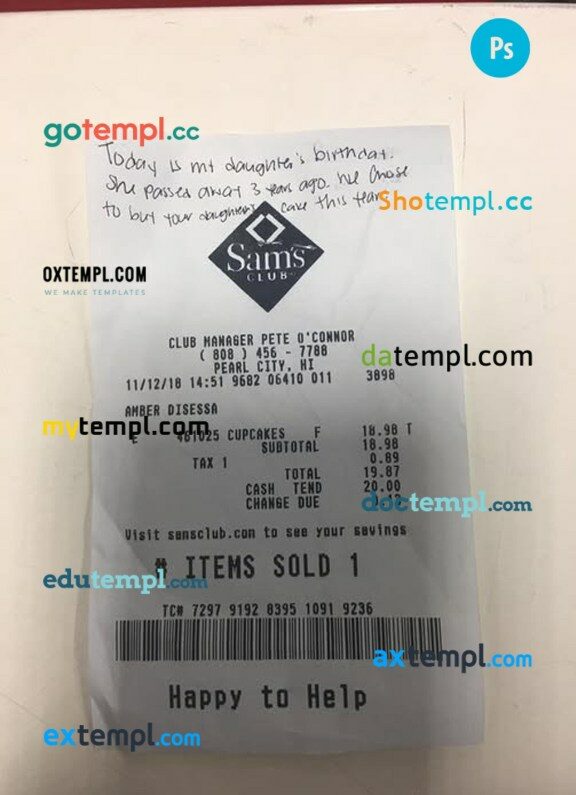 Ps
gotempl.cc
Today is my daughter's birthday.
She passed away 3 years ago. We chose
to buy your daughter's cake this year
Shotempl.cc
Sam's
CLUB
OXTEMPL.COM
WE MAKE TEMPLATES
CLUB MANAGER PETE O'CONNOR
( 808 ) 456 - 7788
PEARL CITY, HI
datempl.com
11/12/18 14:51 9682 06410 011 3898
AMBER DISESSA
mytempl.com
E 461025 CUPCAKES F 18.98 T
SUBTOTAL 18.98
TAX 1 0.89
TOTAL 19.87
CASH TEND 20.00
CHANGE DUE
doctempl.com
Visit samsclub.com to see your savings
# ITEMS SOLD 1
edutempl.com
TC# 7297 9192 8395 1091 9236
axtempl.com
Happy to Help
extempl.com